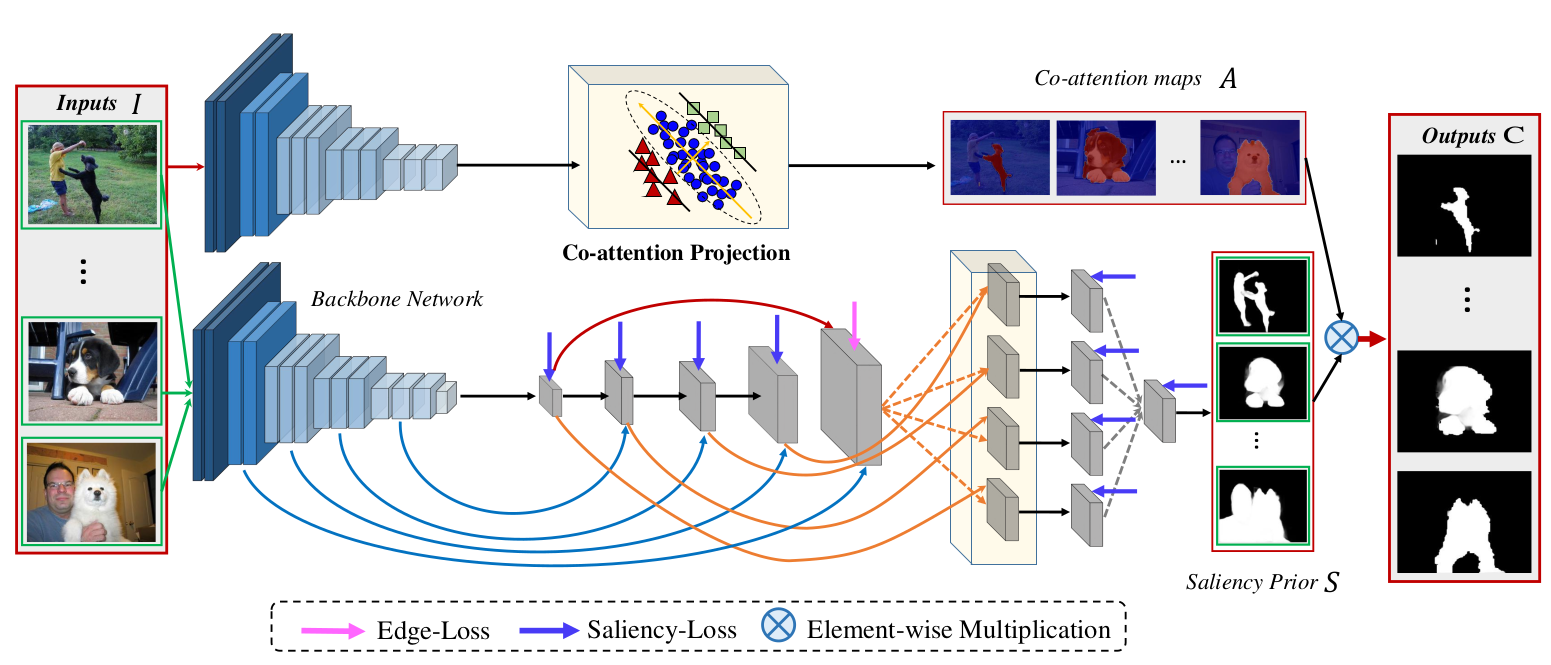 Inputs I
Co-attention maps A
Outputs C
...
Co-attention Projection
Backbone Network
Saliency Prior S
Edge-Loss
Saliency-Loss
Element-wise Multiplication